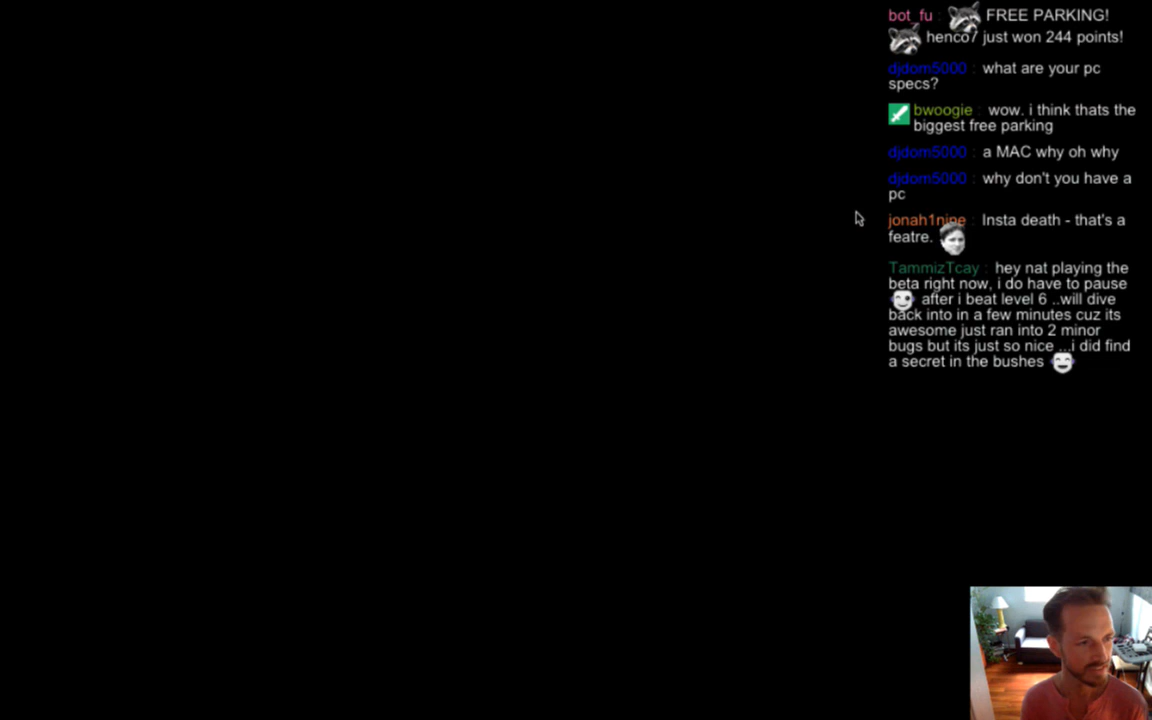 bot_fu : FREE PARKING!
henco7 just won 244 points!
djdom5000 : what are your pc
specs?
bwoogie : wow. i think thats the
biggest free parking
djdom5000 : a MAC why oh why
djdom5000 : why don't you have a
pc
jonah1nine : Insta death - that's a
featre.
TammizTcay : hey nat playing the
beta right now, i do have to pause
after i beat level 6 ..will dive
back into in a few minutes cuz its
awesome just ran into 2 minor
bugs but its just so nice ...i did find
a secret in the bushes